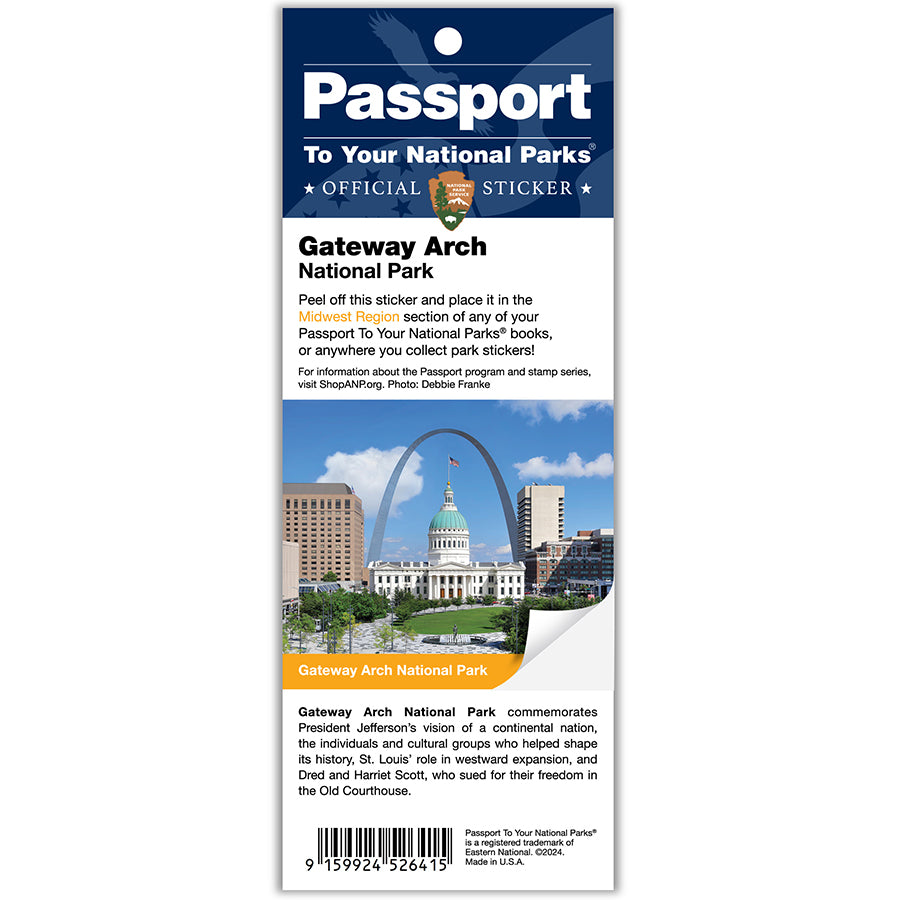 Passport
To Your National Parks®
★ OFFICIAL STICKER ★
NATIONAL
PARK
SERVICE
Gateway Arch
National Park
Peel off this sticker and place it in the
Midwest Region section of any of your
Passport To Your National Parks® books,
or anywhere you collect park stickers!
For information about the Passport program and stamp series,
visit ShopANP.org. Photo: Debbie Franke
Gateway Arch National Park
Gateway Arch National Park commemorates
President Jefferson's vision of a continental nation,
the individuals and cultural groups who helped shape
its history, St. Louis' role in westward expansion, and
Dred and Harriet Scott, who sued for their freedom in
the Old Courthouse.
9 159924 526415
Passport To Your National Parks®
is a registered trademark of
Eastern National. ©2024.
Made in U.S.A.